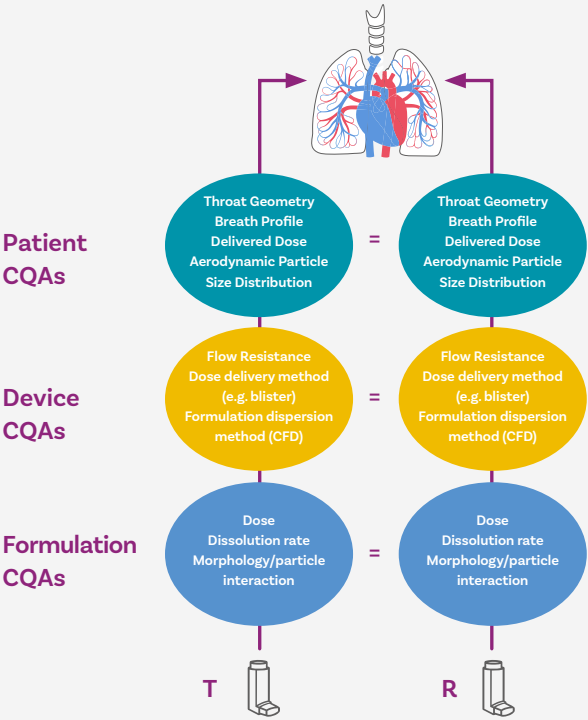 Patient
CQAs
Throat Geometry
Breath Profile
Delivered Dose
Aerodynamic Particle
Size Distribution
=
Throat Geometry
Breath Profile
Delivered Dose
Aerodynamic Particle
Size Distribution
Device
CQAs
Flow Resistance
Dose delivery method
(e.g. blister)
Formulation dispersion
method (CFD)
=
Flow Resistance
Dose delivery method
(e.g. blister)
Formulation dispersion
method (CFD)
Formulation
CQAs
Dose
Dissolution rate
Morphology/particle
interaction
=
Dose
Dissolution rate
Morphology/particle
interaction
T
R